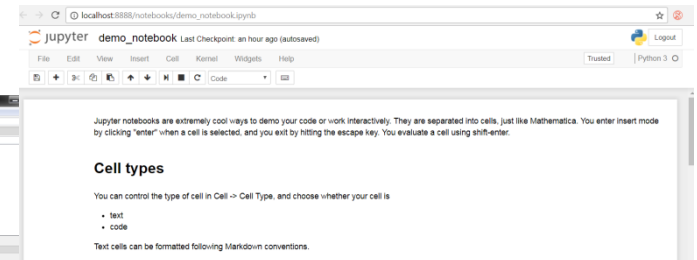 localhost:8888/notebooks/demo_notebook.ipynb
jupyter demo_notebook Last Checkpoint: an hour ago (autosaved) Logout
File Edit View Insert Cell Kernel Widgets Help Trusted Python 3
Code
Jupyter notebooks are extremely cool ways to demo your code or work interactively. They are separated into cells, just like Mathematica. You enter insert mode
by clicking "enter" when a cell is selected, and you exit by hitting the escape key. You evaluate a cell using shift-enter.
Cell types
You can control the type of cell in Cell -> Cell Type, and choose whether your cell is
• text
• code
Text cells can be formatted following Markdown conventions.